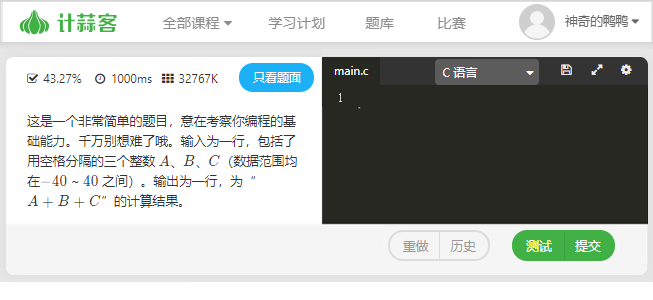 计蒜客 全部课程 学习计划 题库 比赛 神奇的鸭鸭
43.27% 1000ms 32767K 只看题面
main.c C 语言
1
这是一个非常简单的题目，意在考察你编程的基
础能力。千万别想难了哦。输入为一行，包括了
用空格分隔的三个整数 A、B、C（数据范围均
在−40 ~ 40 之间）。输出为一行，为“
A + B + C”的计算结果。
重做 历史 测试 提交